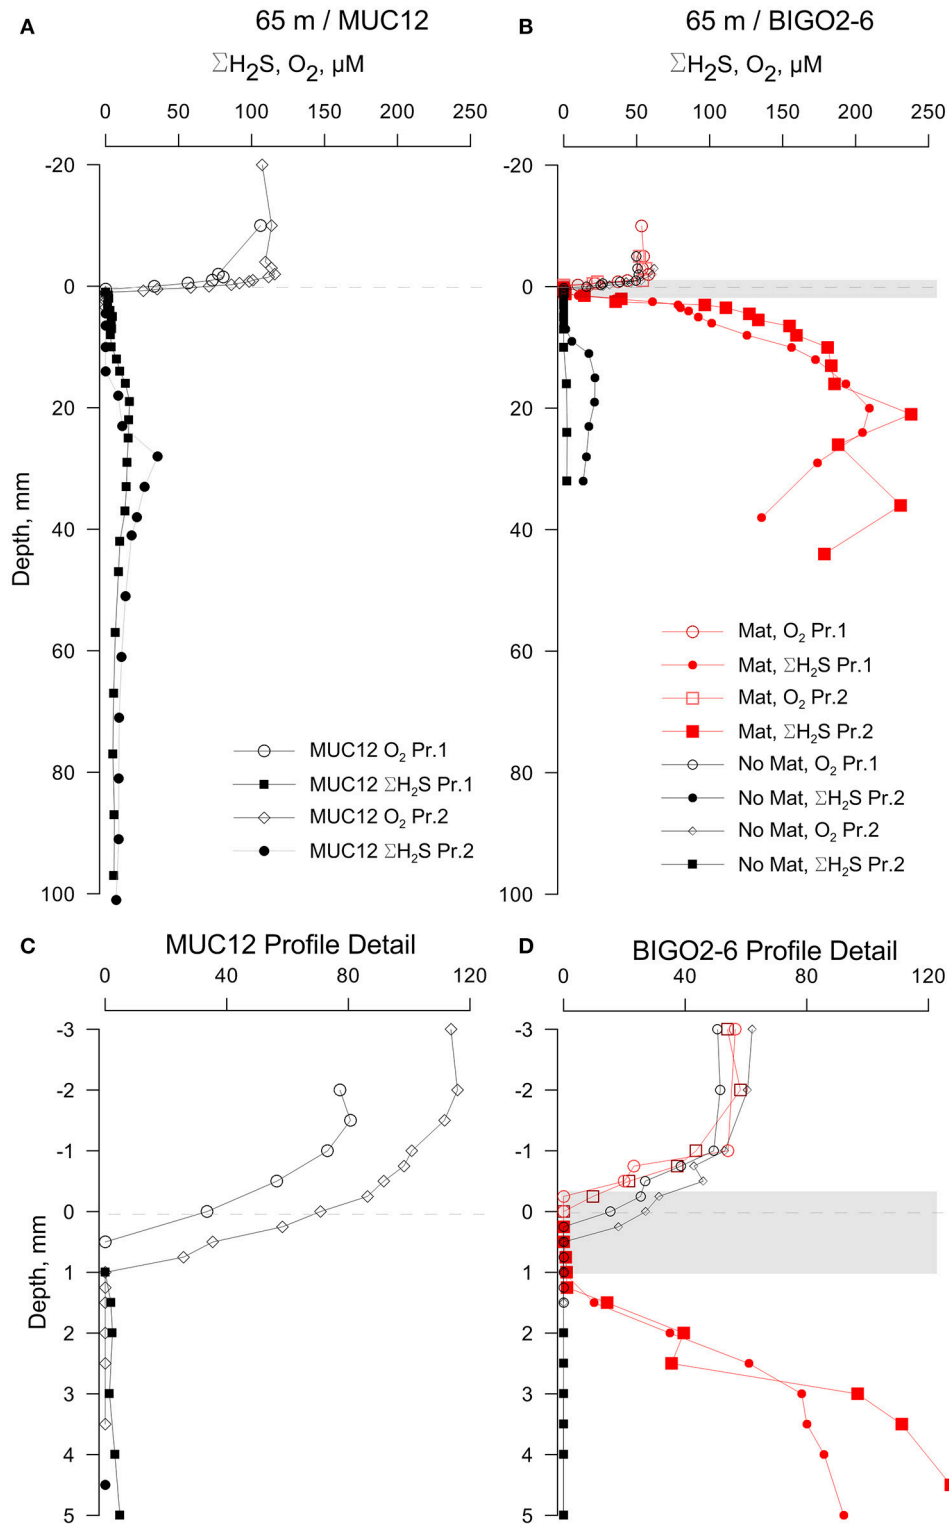 A
65 m / MUC12
ΣH₂S, O₂, µM
0 50 100 150 200 250
-20
0
20
40
60
80
100
Depth, mm
MUC12 O₂ Pr.1
MUC12 ΣH₂S Pr.1
MUC12 O₂ Pr.2
MUC12 ΣH₂S Pr.2
B
65 m / BIGO2-6
ΣH₂S, O₂, µM
0 50 100 150 200 250
-20
0
20
40
60
80
100
Mat, O₂ Pr.1
Mat, ΣH₂S Pr.1
Mat, O₂ Pr.2
Mat, ΣH₂S Pr.2
No Mat, O₂ Pr.1
No Mat, ΣH₂S Pr.2
No Mat, O₂ Pr.2
No Mat, ΣH₂S Pr.2
C
MUC12 Profile Detail
0 40 80 120
-3
-2
-1
0
1
2
3
4
5
Depth, mm
D
BIGO2-6 Profile Detail
0 40 80 120
-3
-2
-1
0
1
2
3
4
5